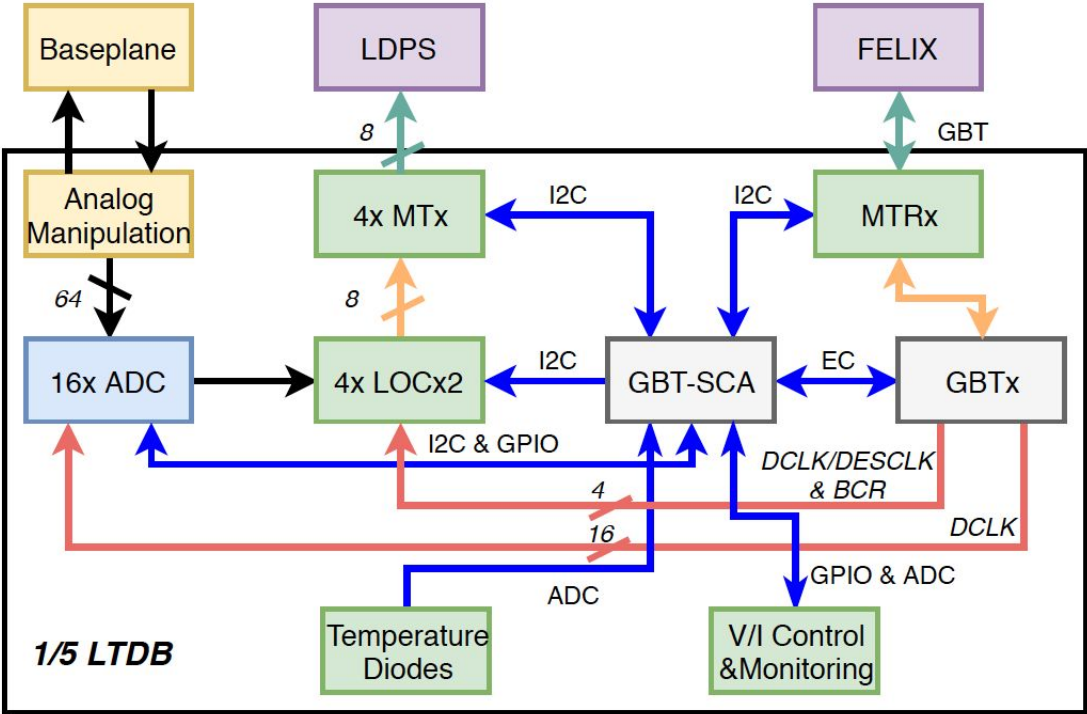 Baseplane
LDPS
FELIX
8
GBT
Analog
Manipulation
4x MTx
I2C
I2C
MTRx
64
8
16x ADC
4x LOCx2
I2C
GBT-SCA
EC
GBTx
I2C & GPIO
DCLK/DESCLK
& BCR
4
16
DCLK
ADC
GPIO & ADC
Temperature
Diodes
V/I Control
&Monitoring
1/5 LTDB